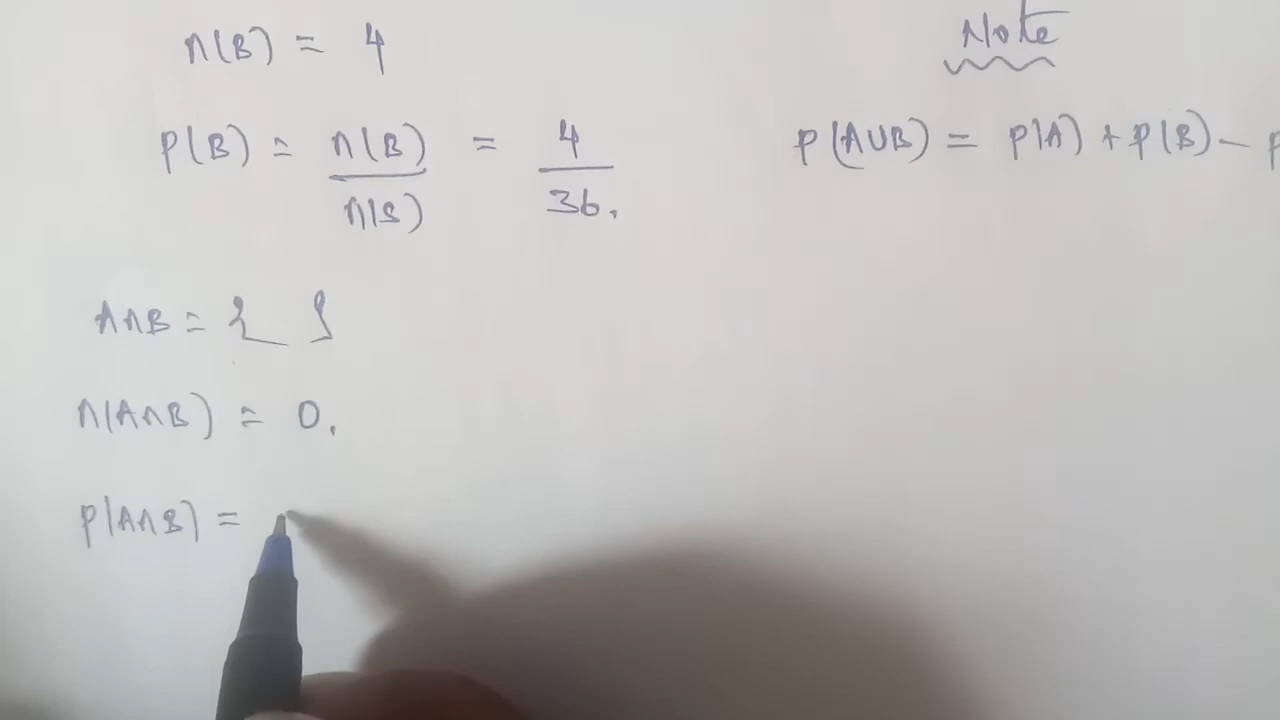 n(B) = 4
Note
P(B) = n(B)/n(S) = 4/36.
P(A∪B) = P(A) + P(B) - P
A∩B = { }
n(A∩B) = 0.
P(A∩B) =